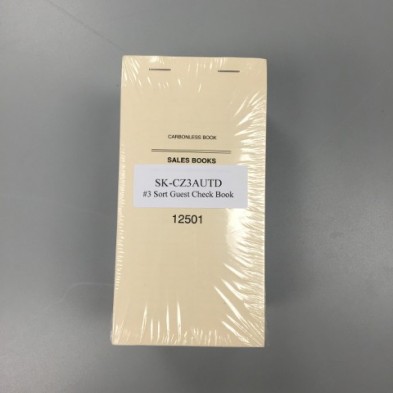 CARBONLESS BOOK
SALES BOOKS
SK-CZ3AUTD
#3 Sort Guest Check Book
12501